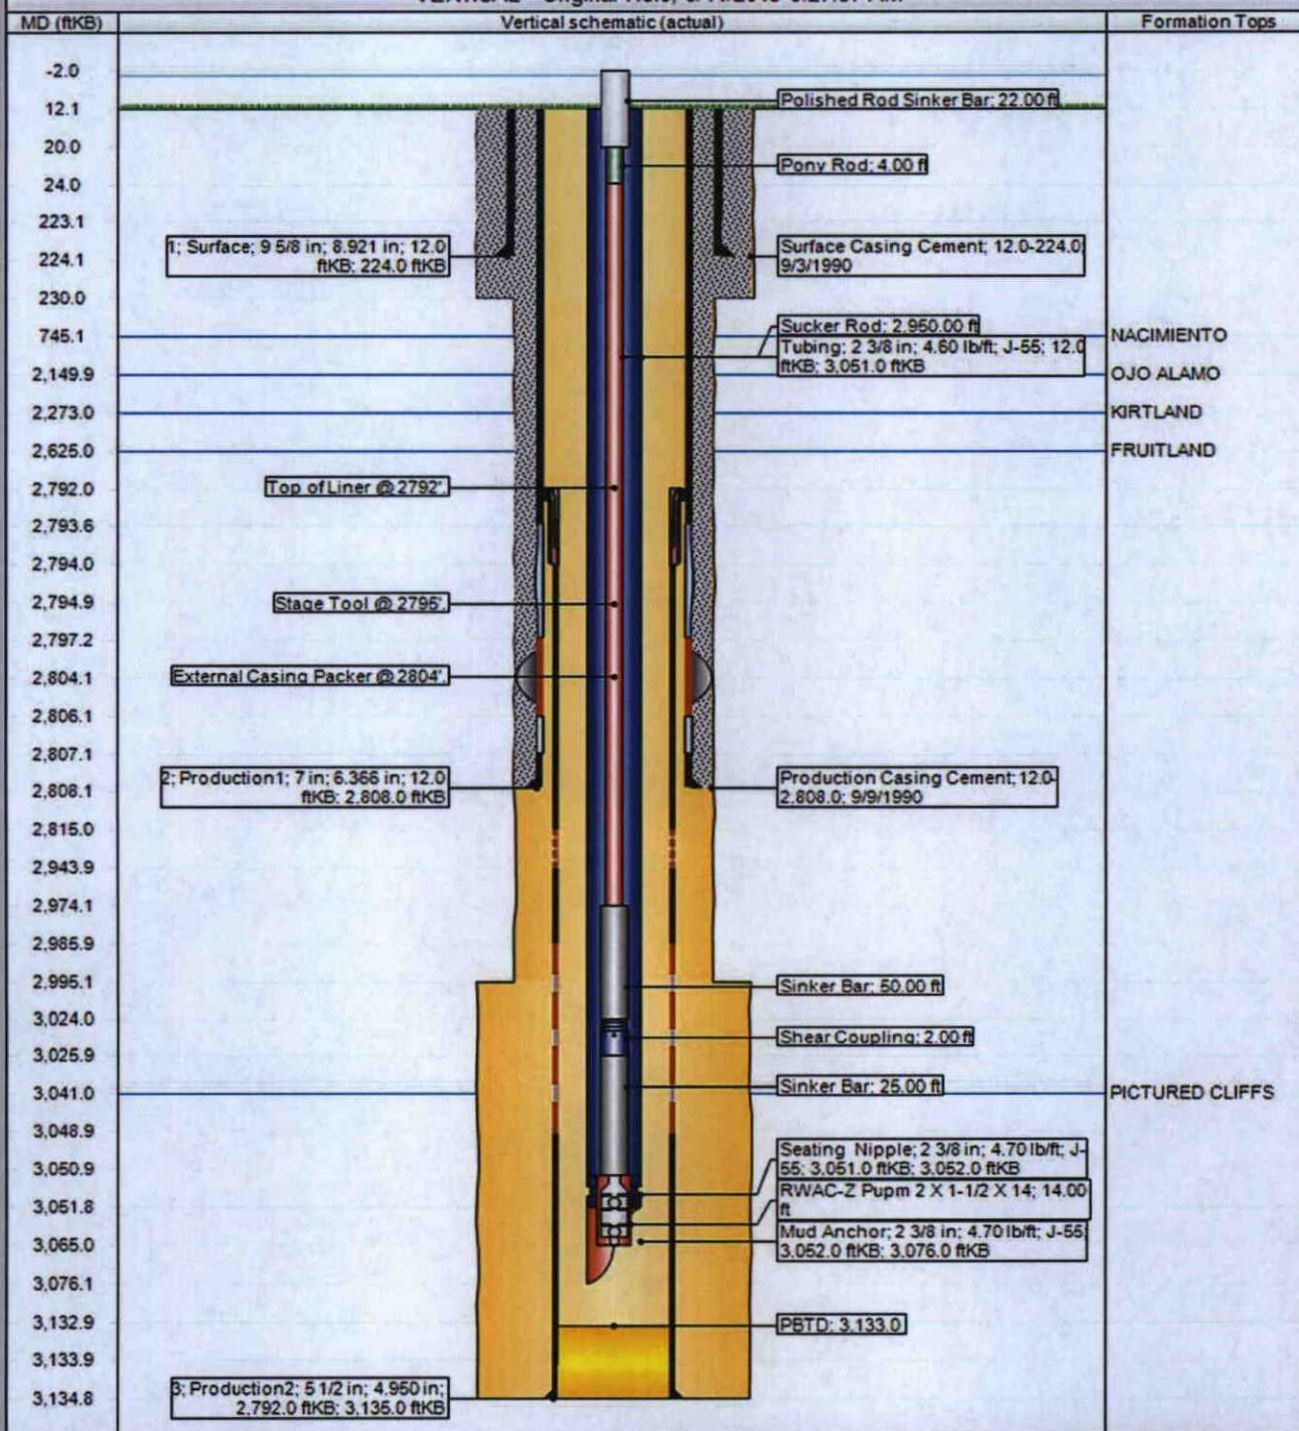 MD (ftKB)
Vertical schematic (actual)
Formation Tops
-2.0
Polished Rod Sinker Bar; 22.00 ft
12.1
20.0
Pony Rod; 4.00 ft
24.0
223.1
1; Surface; 9 5/8 in; 8.921 in; 12.0
ftKB; 224.0 ftKB
Surface Casing Cement; 12.0-224.0;
9/3/1990
224.1
230.0
Sucker Rod; 2,950.00 ft
745.1
NACIMIENTO
Tubing; 2 3/8 in; 4.60 lb/ft; J-55; 12.0
ftKB; 3,051.0 ftKB
2,149.9
OJO ALAMO
2,273.0
KIRTLAND
2,625.0
FRUITLAND
2,792.0
Top of Liner @ 2792'.
2,793.6
2,794.0
2,794.9
Stage Tool @ 2795'.
2,797.2
2,804.1
External Casing Packer @ 2804'.
2,806.1
2,807.1
2; Production1; 7 in; 6.366 in; 12.0
ftKB; 2,808.0 ftKB
Production Casing Cement; 12.0-
2,808.0; 9/9/1990
2,808.1
2,815.0
2,943.9
2,974.1
2,985.9
2,995.1
Sinker Bar; 50.00 ft
3,024.0
Shear Coupling; 2.00 ft
3,025.9
Sinker Bar; 25.00 ft
3,041.0
PICTURED CLIFFS
3,048.9
Seating Nipple; 2 3/8 in; 4.70 lb/ft; J-
55; 3,051.0 ftKB; 3,052.0 ftKB
3,050.9
RWAC-Z Pupm 2 X 1-1/2 X 14; 14.00
ft
3,051.8
Mud Anchor; 2 3/8 in; 4.70 lb/ft; J-55;
3,052.0 ftKB; 3,076.0 ftKB
3,065.0
3,076.1
3,132.9
PBTD; 3,133.0
3,133.9
3; Production2; 5 1/2 in; 4.950 in;
2,792.0 ftKB; 3,135.0 ftKB
3,134.8